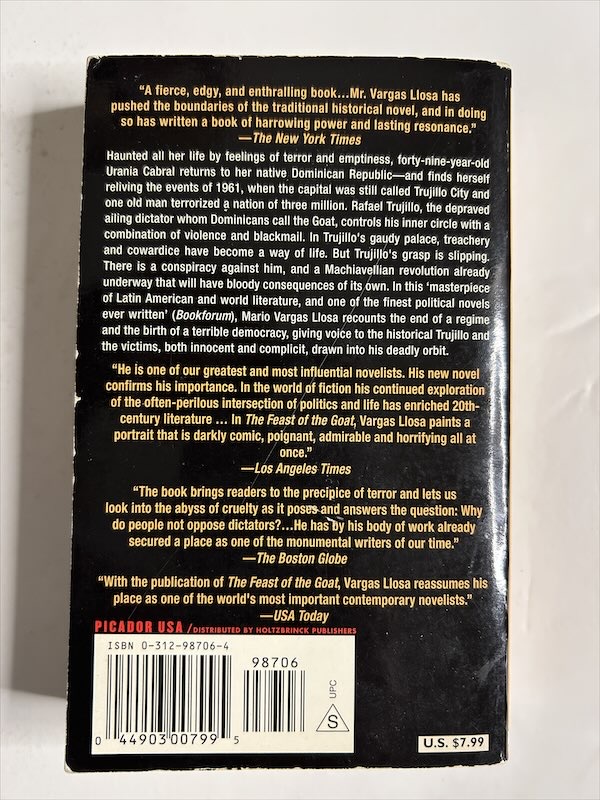 “A fierce, edgy, and enthralling book…Mr. Vargas Llosa has
pushed the boundaries of the traditional historical novel, and in doing
so has written a book of harrowing power and lasting resonance.”
—The New York Times
Haunted all her life by feelings of terror and emptiness, forty-nine-year-old
Urania Cabral returns to her native Dominican Republic—and finds herself
reliving the events of 1961, when the capital was still called Trujillo City and
one old man terrorized a nation of three million. Rafael Trujillo, the depraved
ailing dictator whom Dominicans call the Goat, controls his inner circle with a
combination of violence and blackmail. In Trujillo's gaudy palace, treachery
and cowardice have become a way of life. But Trujillo's grasp is slipping.
There is a conspiracy against him, and a Machiavellian revolution already
underway that will have bloody consequences of its own. In this ‘masterpiece
of Latin American and world literature, and one of the finest political novels
ever written’ (Bookforum), Mario Vargas Llosa recounts the end of a regime
and the birth of a terrible democracy, giving voice to the historical Trujillo and
the victims, both innocent and complicit, drawn into his deadly orbit.
“He is one of our greatest and most influential novelists. His new novel
confirms his importance. In the world of fiction his continued exploration
of the often-perilous intersection of politics and life has enriched 20th-
century literature … In The Feast of the Goat, Vargas Llosa paints a
portrait that is darkly comic, poignant, admirable and horrifying all at
once.”
—Los Angeles Times
“The book brings readers to the precipice of terror and lets us
look into the abyss of cruelty as it poses and answers the question: Why
do people not oppose dictators?…He has by his body of work already
secured a place as one of the monumental writers of our time.”
—The Boston Globe
“With the publication of The Feast of the Goat, Vargas Llosa reassumes his
place as one of the world's most important contemporary novelists.”
—USA Today
PICADOR USA / DISTRIBUTED BY HOLTZBRINCK PUBLISHERS
ISBN 0-312-98706-4
98706
UPC
S
0 44903 00799 5
U.S. $7.99